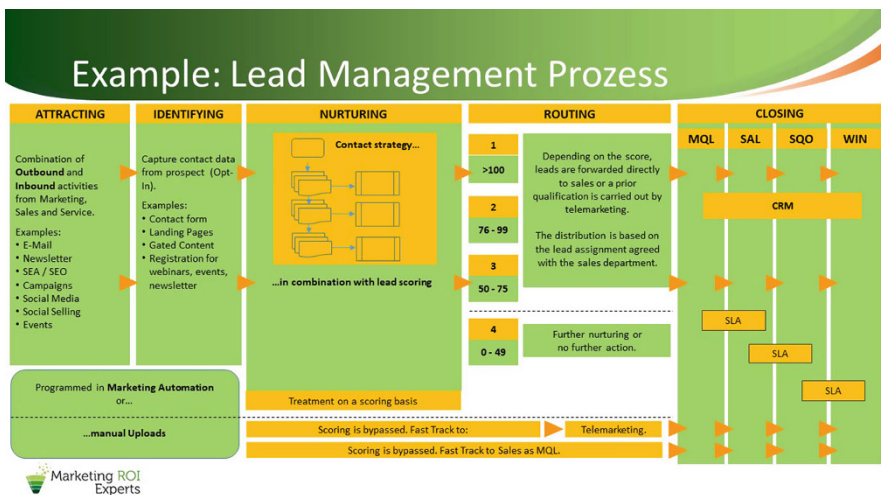 Example: Lead Management Prozess
ATTRACTING
Combination of
Outbound and
Inbound activities
from Marketing,
Sales and Service.
Examples:
• E-Mail
• Newsletter
• SEA / SEO
• Campaigns
• Social Media
• Social Selling
• Events
IDENTIFYING
Capture contact data
from prospect (Opt-
In).
Examples:
• Contact form
• Landing Pages
• Gated Content
• Registration for
webinars, events,
newsletter
NURTURING
Contact strategy...
...in combination with lead scoring
Treatment on a scoring basis
ROUTING
1
>100
2
76 - 99
3
50 - 75
4
0 - 49
Depending on the score,
leads are forwarded directly
to sales or a prior
qualification is carried out by
telemarketing.
The distribution is based on
the lead assignment agreed
with the sales department.
Further nurturing or
no further action.
CLOSING
MQL SAL SQO WIN
CRM
SLA
SLA
SLA
Programmed in Marketing Automation
or...
...manual Uploads
Scoring is bypassed. Fast Track to:
Telemarketing.
Scoring is bypassed. Fast Track to Sales as MQL.
Marketing ROI
Experts